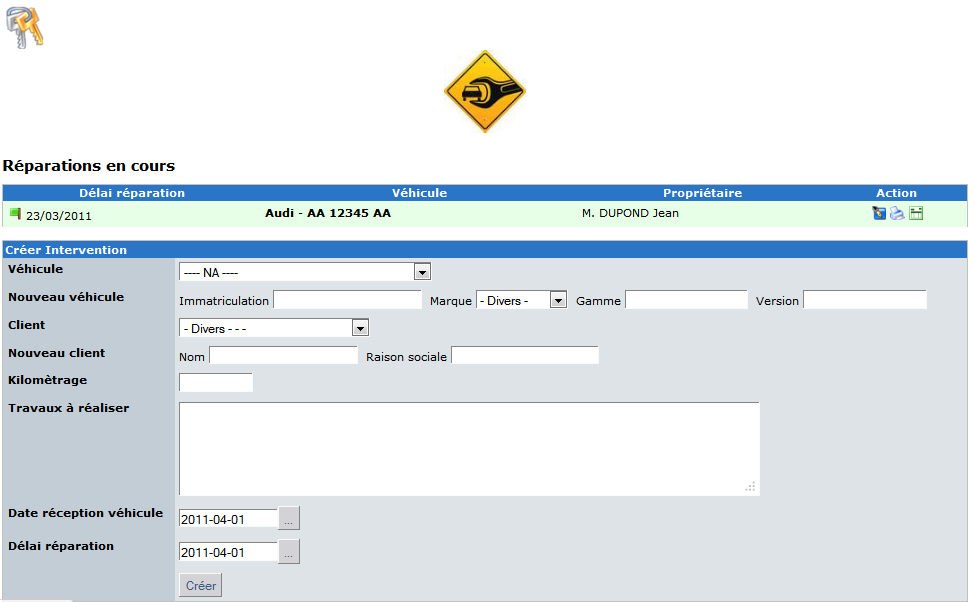 Réparations en cours
Délai réparation Véhicule Propriétaire Action
23/03/2011 Audi - AA 12345 AA M. DUPOND Jean
Créer Intervention
Véhicule ---- NA ----
Nouveau véhicule Immatriculation Marque - Divers - Gamme Version
Client - Divers - - -
Nouveau client Nom Raison sociale
Kilomètrage
Travaux à réaliser
Date réception véhicule 2011-04-01 ...
Délai réparation 2011-04-01 ...
Créer